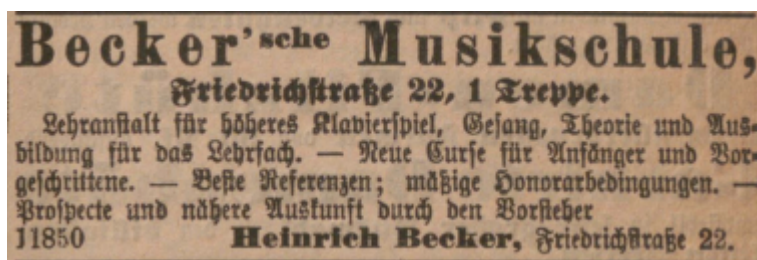 Becker'sche Musikschule,
Friedrichstraße 22, 1 Treppe.
Lehranstalt für höheres Klavierspiel, Gesang, Theorie und Aus-
bildung für das Lehrfach. — Neue Curse für Anfänger und Vor-
geschrittene. — Beste Referenzen; mäßige Honorarbedingungen. —
Prospecte und nähere Auskunft durch den Vorsteher
11850 Heinrich Becker, Friedrichstraße 22.